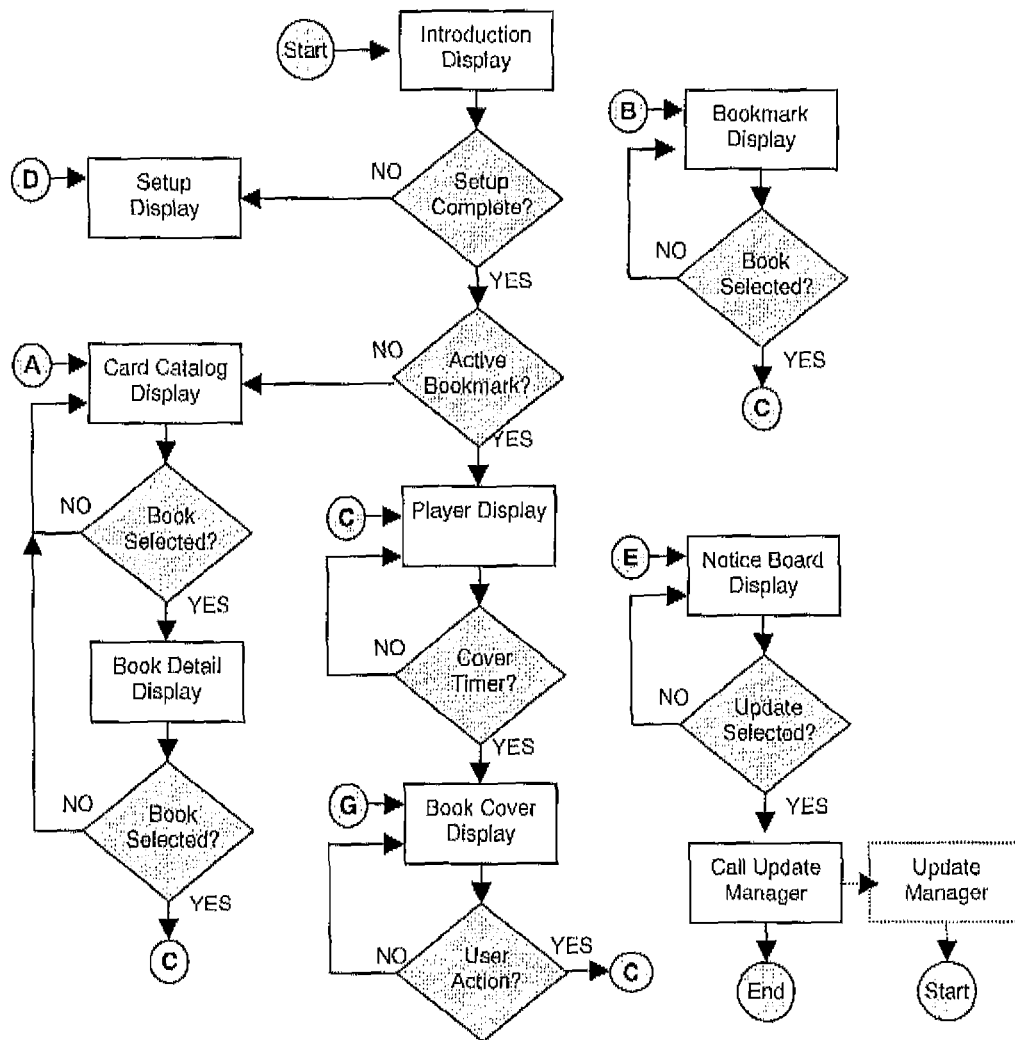 Start
Introduction
Display
B
Bookmark
Display
D
Setup
Display
NO
Setup
Complete?
YES
NO
Book
Selected?
YES
C
A
Card Catalog
Display
NO
Active
Bookmark?
YES
NO
Book
Selected?
YES
C
Player Display
NO
Cover
Timer?
YES
E
Notice Board
Display
NO
Update
Selected?
YES
Book Detail
Display
NO
Book
Selected?
YES
C
G
Book Cover
Display
NO
User
Action?
YES
C
Call Update
Manager
Update
Manager
End
Start